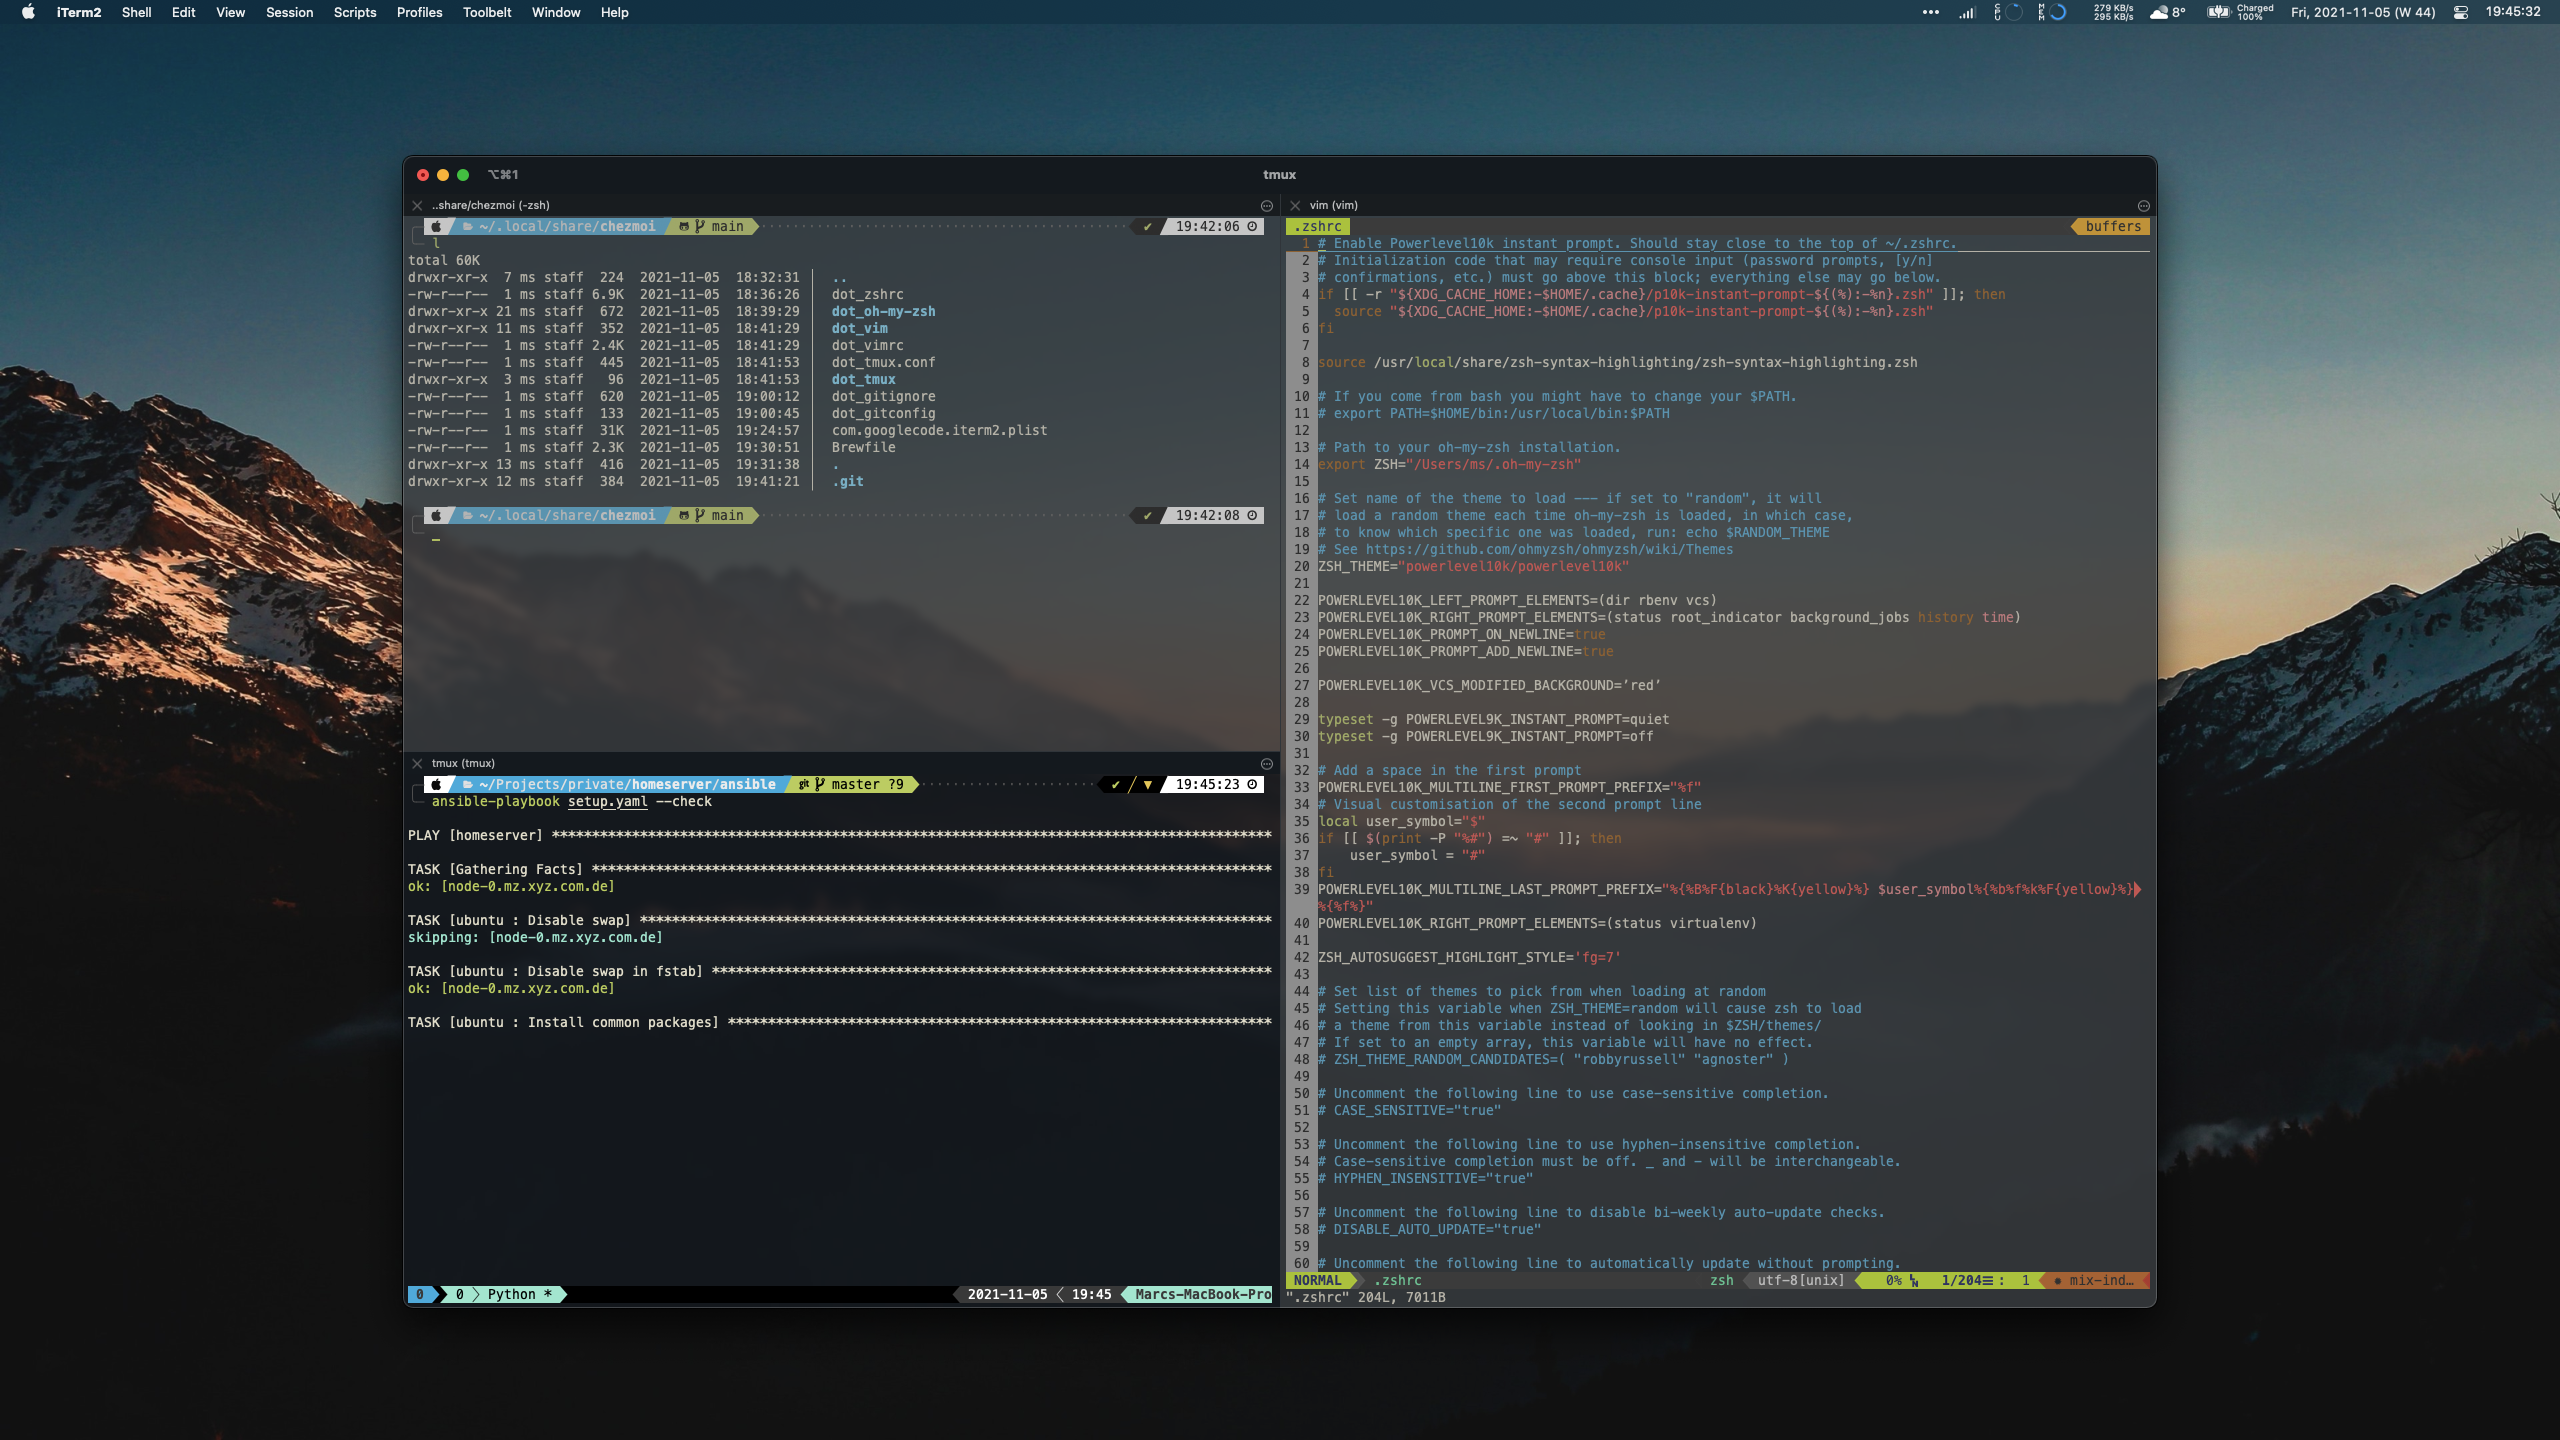 iTerm2 Shell Edit View Session Scripts Profiles Toolbelt Window Help
••• CPU MEM 279 KB/s 295 KB/s 8° Charged 100% Fri, 2021-11-05 (W 44) 19:45:32
⌥⌘1 tmux
..share/chezmoi (-zsh)
~/.local/share/chezmoi main ✔ 19:42:06
l
total 60K
drwxr-xr-x  7 ms staff  224  2021-11-05  18:32:31 │ ..
-rw-r--r--  1 ms staff 6.9K  2021-11-05  18:36:26 │ dot_zshrc
drwxr-xr-x 21 ms staff  672  2021-11-05  18:39:29 │ dot_oh-my-zsh
drwxr-xr-x 11 ms staff  352  2021-11-05  18:41:29 │ dot_vim
-rw-r--r--  1 ms staff 2.4K  2021-11-05  18:41:29 │ dot_vimrc
-rw-r--r--  1 ms staff  445  2021-11-05  18:41:53 │ dot_tmux.conf
drwxr-xr-x  3 ms staff   96  2021-11-05  18:41:53 │ dot_tmux
-rw-r--r--  1 ms staff  620  2021-11-05  19:00:12 │ dot_gitignore
-rw-r--r--  1 ms staff  133  2021-11-05  19:00:45 │ dot_gitconfig
-rw-r--r--  1 ms staff  31K  2021-11-05  19:24:57 │ com.googlecode.iterm2.plist
-rw-r--r--  1 ms staff 2.3K  2021-11-05  19:30:51 │ Brewfile
drwxr-xr-x 13 ms staff  416  2021-11-05  19:31:38 │ .
drwxr-xr-x 12 ms staff  384  2021-11-05  19:41:21 │ .git
~/.local/share/chezmoi main ✔ 19:42:08
_
tmux (tmux)
~/Projects/private/homeserver/ansible git master ?9 ✔ / ▼ 19:45:23
ansible-playbook setup.yaml --check
PLAY [homeserver] ******************************************************************************************
TASK [Gathering Facts] *************************************************************************************
ok: [node-0.mz.xyz.com.de]
TASK [ubuntu : Disable swap] *******************************************************************************
skipping: [node-0.mz.xyz.com.de]
TASK [ubuntu : Disable swap in fstab] **********************************************************************
ok: [node-0.mz.xyz.com.de]
TASK [ubuntu : Install common packages] ********************************************************************
0 0 Python * 2021-11-05 19:45 Marcs-MacBook-Pro
vim (vim)
.zshrc buffers
1 # Enable Powerlevel10k instant prompt. Should stay close to the top of ~/.zshrc.
2 # Initialization code that may require console input (password prompts, [y/n]
3 # confirmations, etc.) must go above this block; everything else may go below.
4 if [[ -r "${XDG_CACHE_HOME:-$HOME/.cache}/p10k-instant-prompt-${(%):-%n}.zsh" ]]; then
5   source "${XDG_CACHE_HOME:-$HOME/.cache}/p10k-instant-prompt-${(%):-%n}.zsh"
6 fi
7
8 source /usr/local/share/zsh-syntax-highlighting/zsh-syntax-highlighting.zsh
9
10 # If you come from bash you might have to change your $PATH.
11 # export PATH=$HOME/bin:/usr/local/bin:$PATH
12
13 # Path to your oh-my-zsh installation.
14 export ZSH="/Users/ms/.oh-my-zsh"
15
16 # Set name of the theme to load --- if set to "random", it will
17 # load a random theme each time oh-my-zsh is loaded, in which case,
18 # to know which specific one was loaded, run: echo $RANDOM_THEME
19 # See https://github.com/ohmyzsh/ohmyzsh/wiki/Themes
20 ZSH_THEME="powerlevel10k/powerlevel10k"
21
22 POWERLEVEL10K_LEFT_PROMPT_ELEMENTS=(dir rbenv vcs)
23 POWERLEVEL10K_RIGHT_PROMPT_ELEMENTS=(status root_indicator background_jobs history time)
24 POWERLEVEL10K_PROMPT_ON_NEWLINE=true
25 POWERLEVEL10K_PROMPT_ADD_NEWLINE=true
26
27 POWERLEVEL10K_VCS_MODIFIED_BACKGROUND=’red’
28
29 typeset -g POWERLEVEL9K_INSTANT_PROMPT=quiet
30 typeset -g POWERLEVEL9K_INSTANT_PROMPT=off
31
32 # Add a space in the first prompt
33 POWERLEVEL10K_MULTILINE_FIRST_PROMPT_PREFIX="%f"
34 # Visual customisation of the second prompt line
35 local user_symbol="$"
36 if [[ $(print -P "%#") =~ "#" ]]; then
37     user_symbol = "#"
38 fi
39 POWERLEVEL10K_MULTILINE_LAST_PROMPT_PREFIX="%{%B%F{black}%K{yellow}%} $user_symbol%{%b%f%k%F{yellow}%}
%{%f%}"
40 POWERLEVEL10K_RIGHT_PROMPT_ELEMENTS=(status virtualenv)
41
42 ZSH_AUTOSUGGEST_HIGHLIGHT_STYLE='fg=7'
43
44 # Set list of themes to pick from when loading at random
45 # Setting this variable when ZSH_THEME=random will cause zsh to load
46 # a theme from this variable instead of looking in $ZSH/themes/
47 # If set to an empty array, this variable will have no effect.
48 # ZSH_THEME_RANDOM_CANDIDATES=( "robbyrussell" "agnoster" )
49
50 # Uncomment the following line to use case-sensitive completion.
51 # CASE_SENSITIVE="true"
52
53 # Uncomment the following line to use hyphen-insensitive completion.
54 # Case-sensitive completion must be off. _ and - will be interchangeable.
55 # HYPHEN_INSENSITIVE="true"
56
57 # Uncomment the following line to disable bi-weekly auto-update checks.
58 # DISABLE_AUTO_UPDATE="true"
59
60 # Uncomment the following line to automatically update without prompting.
NORMAL .zshrc zsh utf-8[unix] 0% 1/204☰: 1 mix-ind…
".zshrc" 204L, 7011B